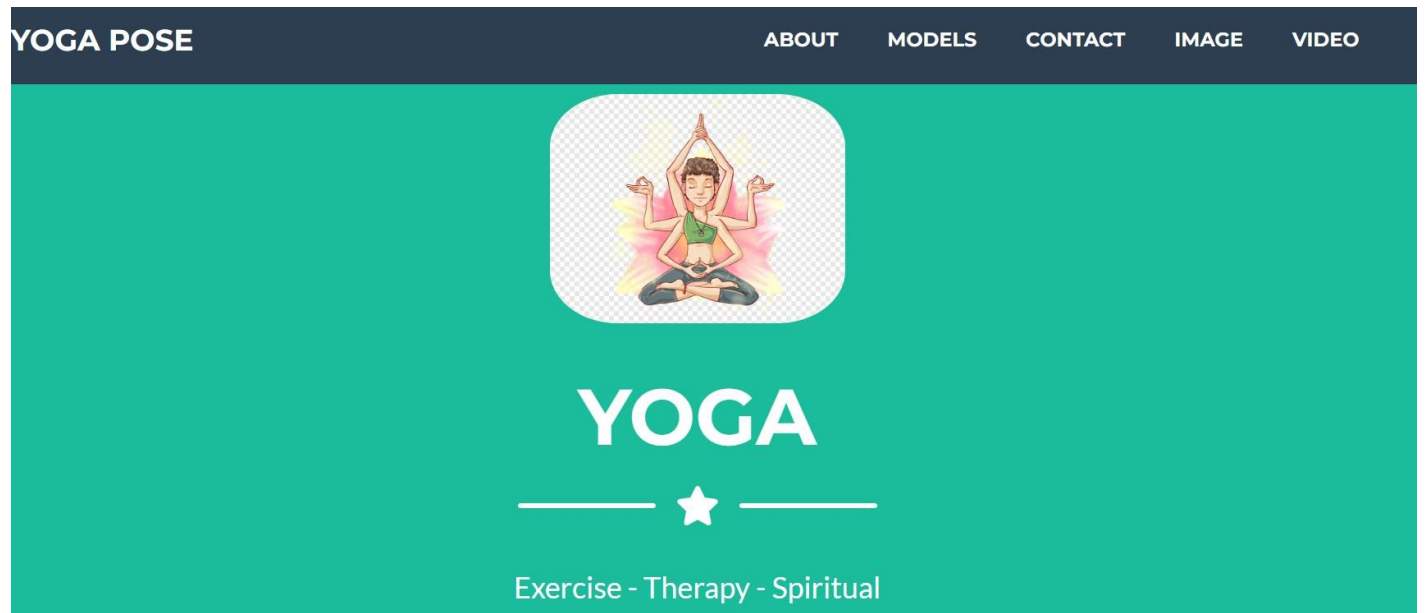 YOGA POSE ABOUT MODELS CONTACT IMAGE VIDEO
YOGA
Exercise - Therapy - Spiritual